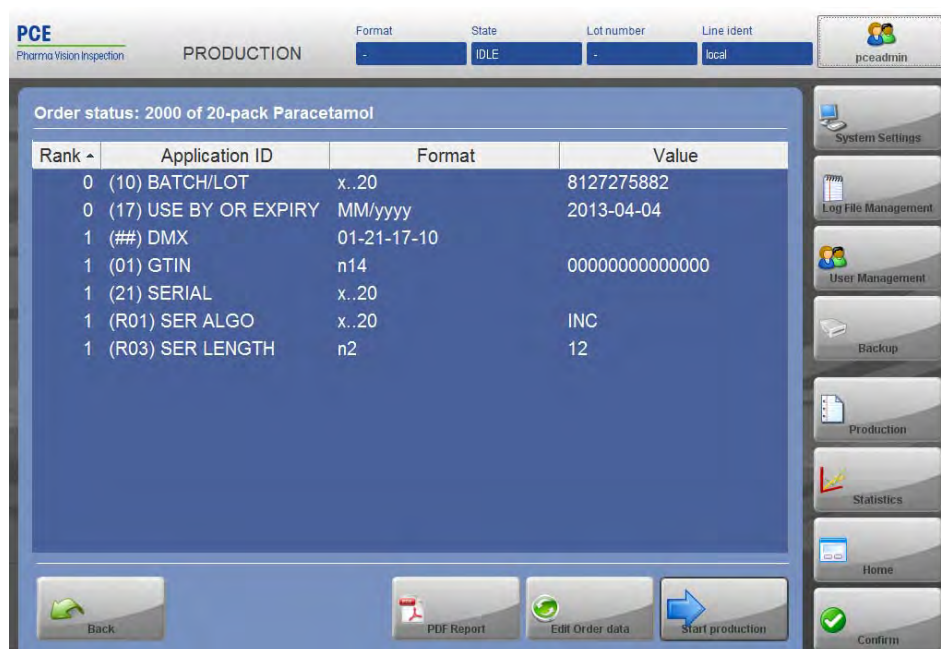 PCE
Pharma Vision Inspection
PRODUCTION
Format
-
State
IDLE
Lot number
-
Line ident
local
pceadmin
Order status: 2000 of 20-pack Paracetamol
Rank Application ID Format Value
0 (10) BATCH/LOT x..20 8127275882
0 (17) USE BY OR EXPIRY MM/yyyy 2013-04-04
1 (##) DMX 01-21-17-10
1 (01) GTIN n14 00000000000000
1 (21) SERIAL x..20
1 (R01) SER ALGO x..20 INC
1 (R03) SER LENGTH n2 12
System Settings
Log File Management
User Management
Backup
Production
Statistics
Home
Confirm
Back
PDF Report
Edit Order data
Start production